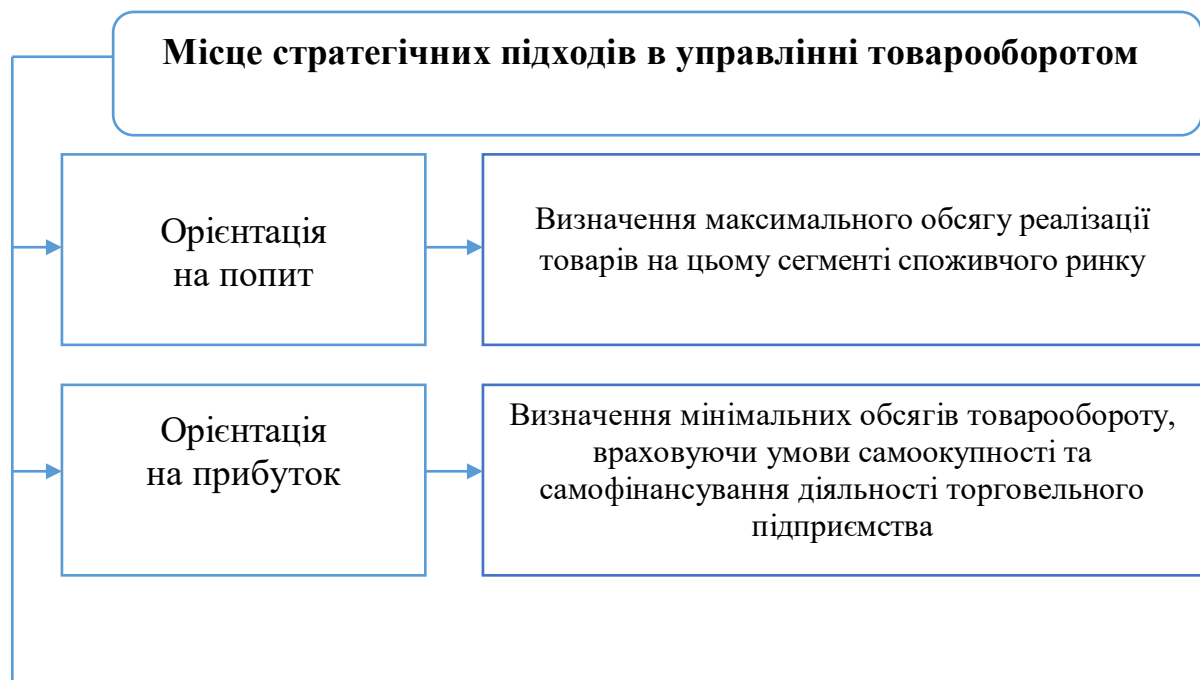 Місце стратегічних підходів в управлінні товарооборотом
Орієнтація
на попит
Визначення максимального обсягу реалізації
товарів на цьому сегменті споживчого ринку
Орієнтація
на прибуток
Визначення мінімальних обсягів товарообороту,
враховуючи умови самоокупності та
самофінансування діяльності торговельного
підприємства